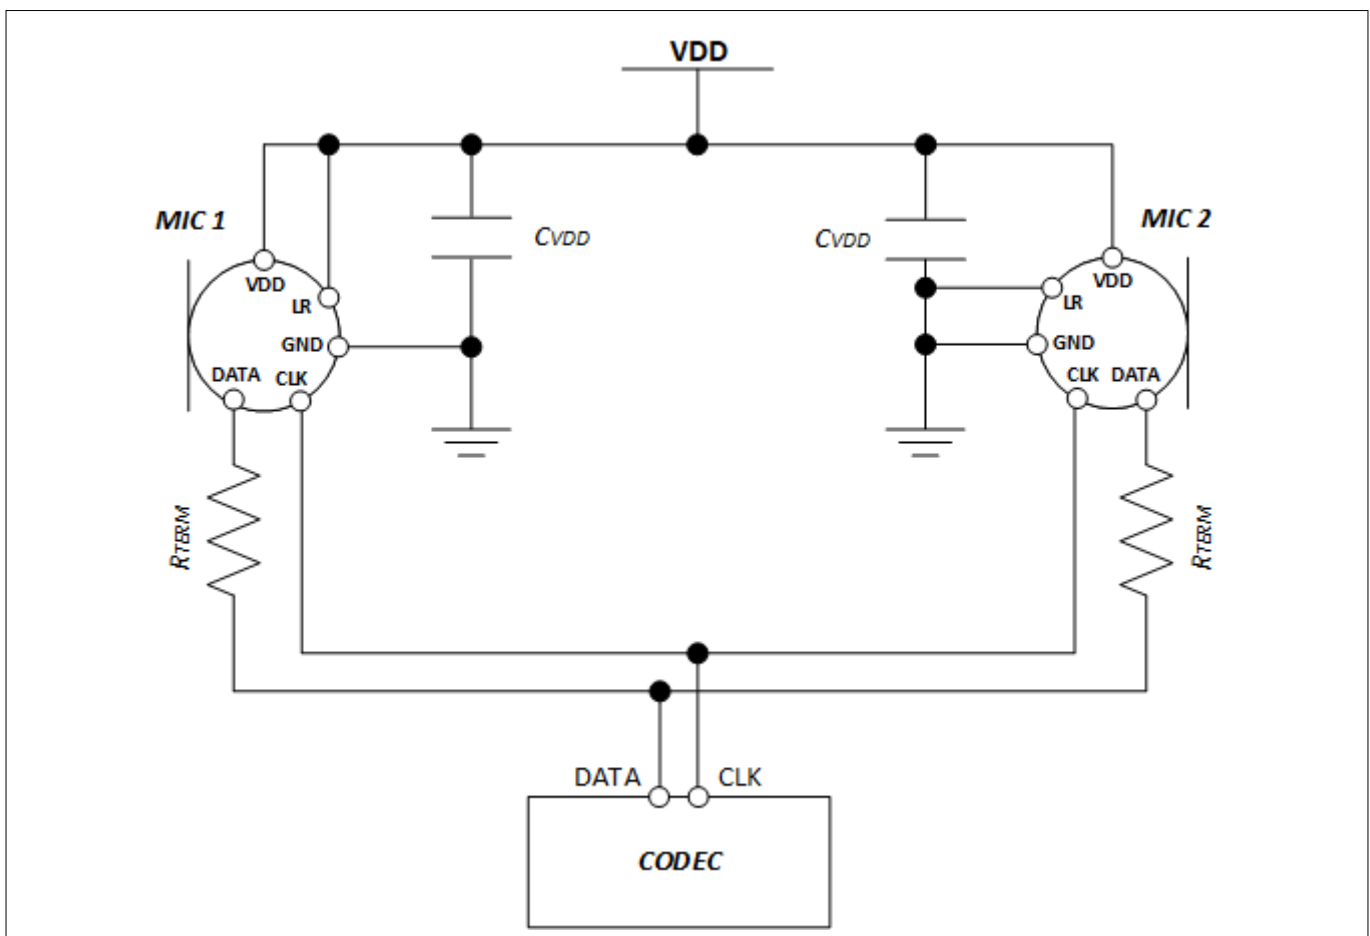 VDD
MIC 1
CVDD
CVDD
MIC 2
VDD
LR
GND
DATA
CLK
VDD
LR
GND
CLK
DATA
RTERM
RTERM
DATA
CLK
CODEC